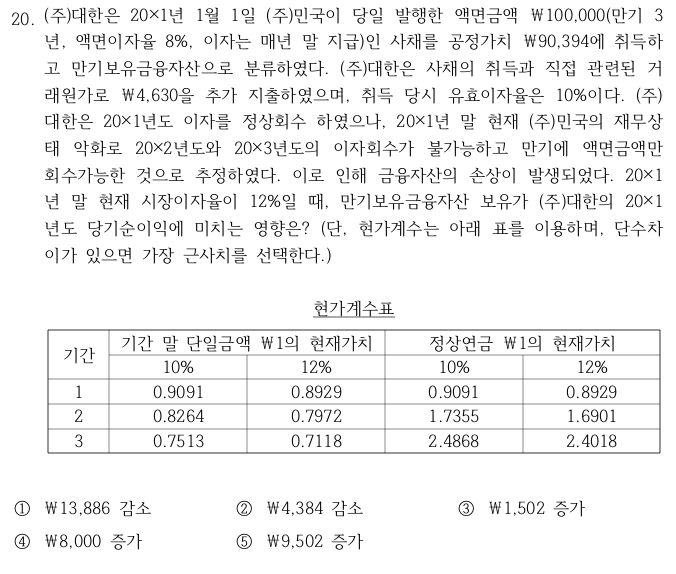 20. (주)대한은 20×1년 1월 1일 (주)민국이 당일 발행한 액면금액 ₩100,000(만기 3
년, 액면이자율 8%, 이자는 매년 말 지급)인 사채를 공정가치 ₩90,394에 취득하
고 만기보유금융자산으로 분류하였다. (주)대한은 사채의 취득과 직접 관련된 거
래원가로 ₩4,630을 추가 지출하였으며, 취득 당시 유효이자율은 10%이다. (주)
대한은 20×1년도 이자를 정상회수 하였으나, 20×1년 말 현재 (주)민국의 재무상
태 악화로 20×2년도와 20×3년도의 이자회수가 불가능하고 만기에 액면금액만
회수가능한 것으로 추정하였다. 이로 인해 금융자산의 손상이 발생되었다. 20×1
년 말 현재 시장이자율이 12%일 때, 만기보유금융자산 보유가 (주)대한의 20×1
년도 당기순이익에 미치는 영향은? (단, 현가계수는 아래 표를 이용하며, 단수차
이가 있으면 가장 근사치를 선택한다.)
현가계수표
기간 기간 말 단일금액 ₩1의 현재가치 정상연금 ₩1의 현재가치
10% 12% 10% 12%
1 0.9091 0.8929 0.9091 0.8929
2 0.8264 0.7972 1.7355 1.6901
3 0.7513 0.7118 2.4868 2.4018
① ₩13,886 감소 ② ₩4,384 감소 ③ ₩1,502 증가
④ ₩8,000 증가 ⑤ ₩9,502 증가